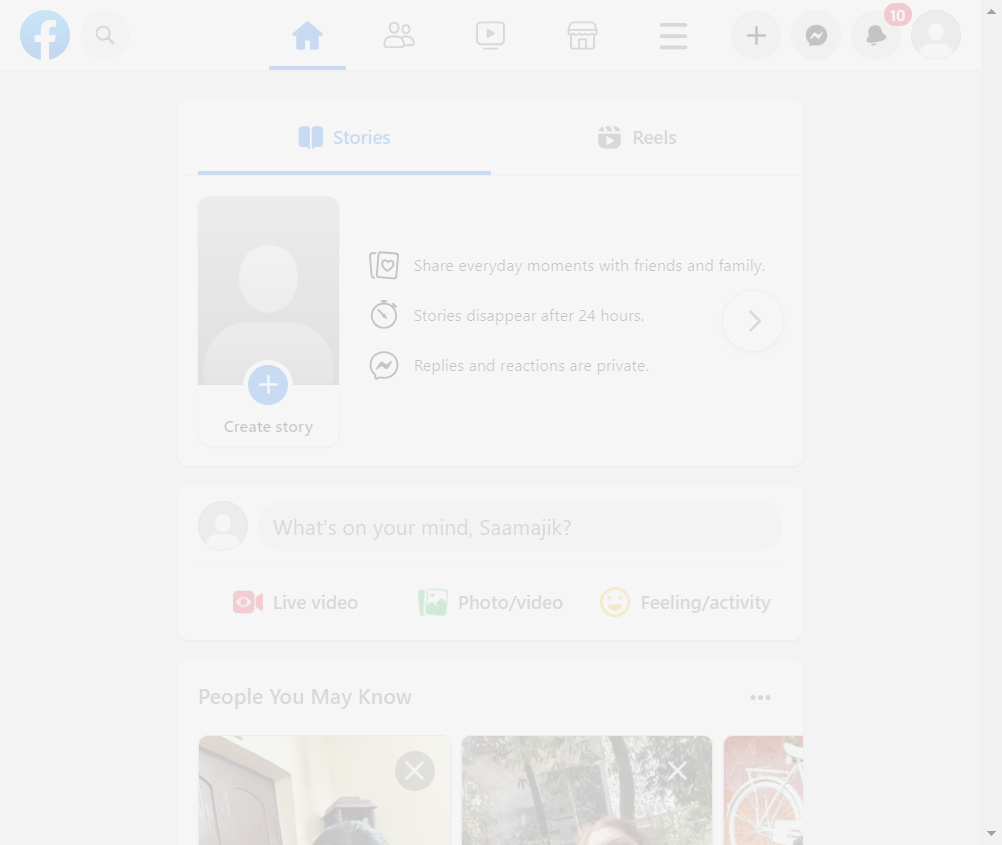 10
Stories
Reels
Share everyday moments with friends and family.
Stories disappear after 24 hours.
Replies and reactions are private.
Create story
What's on your mind, Saamajik?
Live video
Photo/video
Feeling/activity
People You May Know